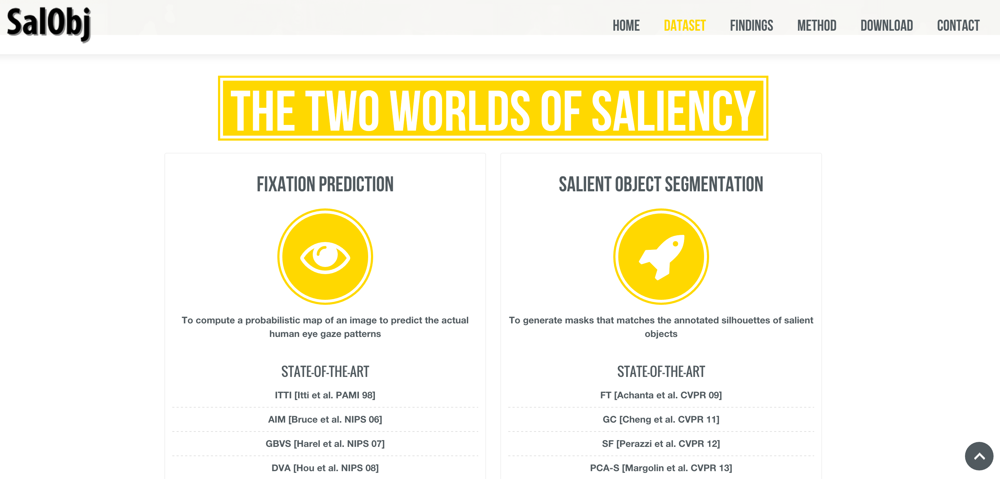 SalObj
HOME DATASET FINDINGS METHOD DOWNLOAD CONTACT
THE TWO WORLDS OF SALIENCY
FIXATION PREDICTION
To compute a probabilistic map of an image to predict the actual
human eye gaze patterns
STATE-OF-THE-ART
ITTI [Itti et al. PAMI 98]
AIM [Bruce et al. NIPS 06]
GBVS [Harel et al. NIPS 07]
DVA [Hou et al. NIPS 08]
SALIENT OBJECT SEGMENTATION
To generate masks that matches the annotated silhouettes of salient
objects
STATE-OF-THE-ART
FT [Achanta et al. CVPR 09]
GC [Cheng et al. CVPR 11]
SF [Perazzi et al. CVPR 12]
PCA-S [Margolin et al. CVPR 13]